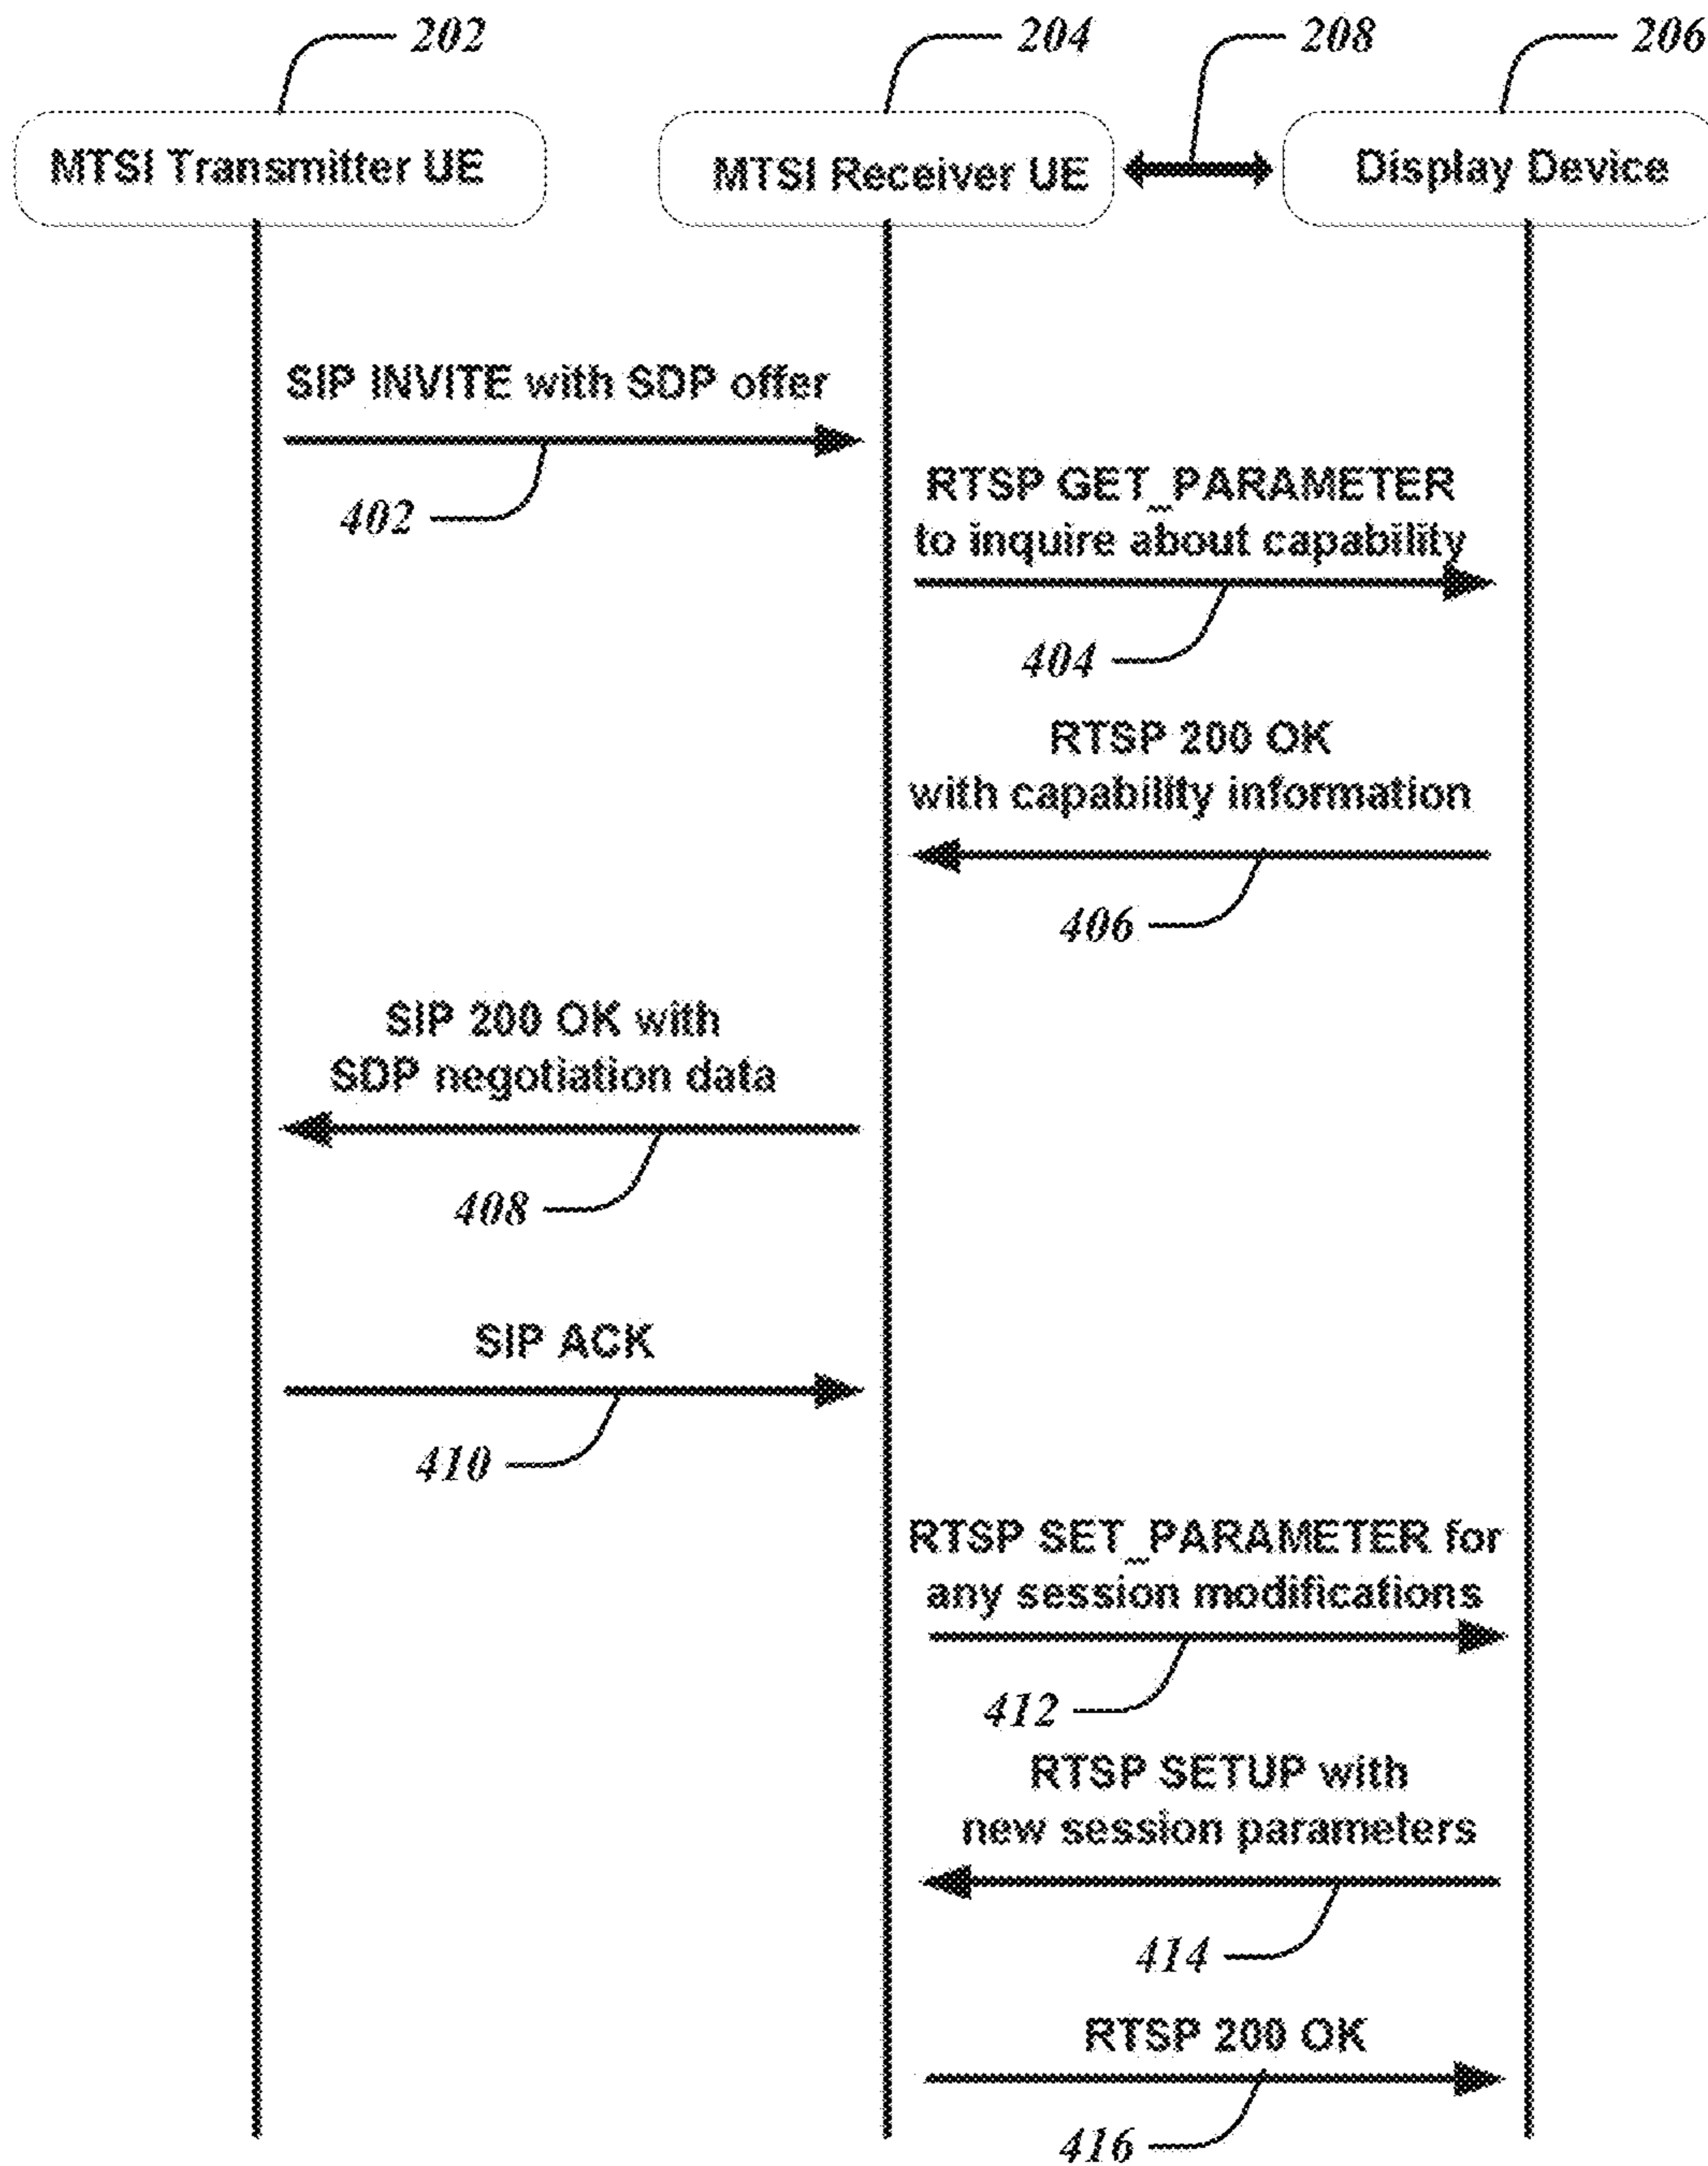 202
204
208
206
MTSI Transmitter UE
MTSI Receiver UE
Display Device
SIP INVITE with SDP offer
402
RTSP GET_PARAMETER
to inquire about capability
404
RTSP 200 OK
with capability information
406
SIP 200 OK with
SDP negotiation data
408
SIP ACK
410
RTSP SET_PARAMETER for
any session modifications
412
RTSP SETUP with
new session parameters
414
RTSP 200 OK
416